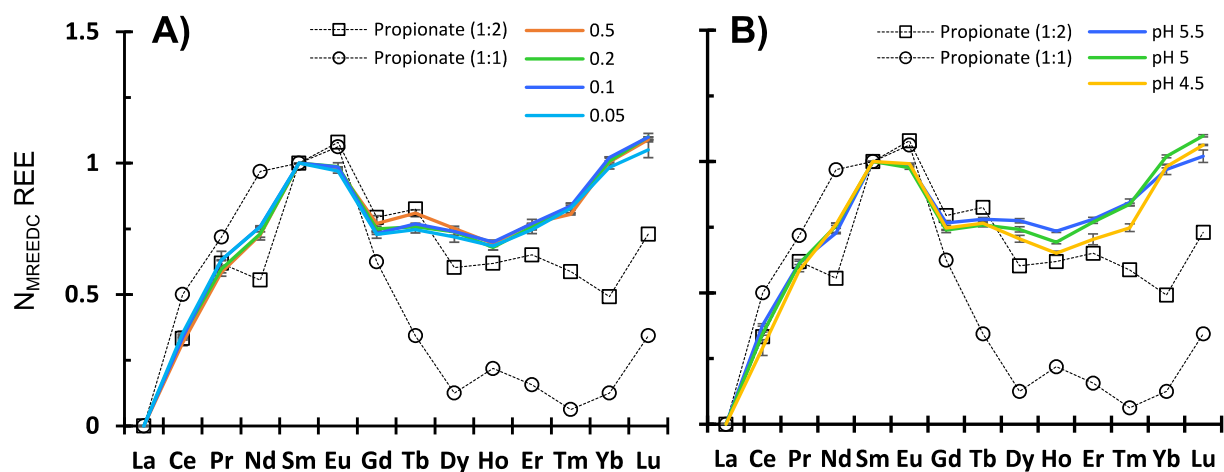 A)
Propionate (1:2)
Propionate (1:1)
0.5
0.2
0.1
0.05
1.5
1
0.5
0
NMREEDC REE
La Ce Pr Nd Sm Eu Gd Tb Dy Ho Er Tm Yb Lu
B)
Propionate (1:2)
Propionate (1:1)
pH 5.5
pH 5
pH 4.5
La Ce Pr Nd Sm Eu Gd Tb Dy Ho Er Tm Yb Lu